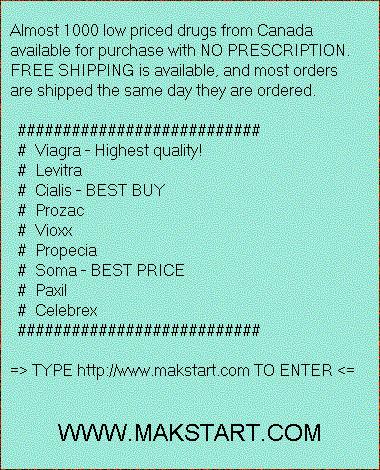 Almost 1000 low priced drugs from Canada
available for purchase with NO PRESCRIPTION.
FREE SHIPPING is available, and most orders
are shipped the same day they are ordered.
###########################
# Viagra - Highest quality!
# Levitra
# Cialis - BEST BUY
# Prozac
# Vioxx
# Propecia
# Soma - BEST PRICE
# Paxil
# Celebrex
###########################
=> TYPE http://www.makstart.com TO ENTER <=
WWW.MAKSTART.COM